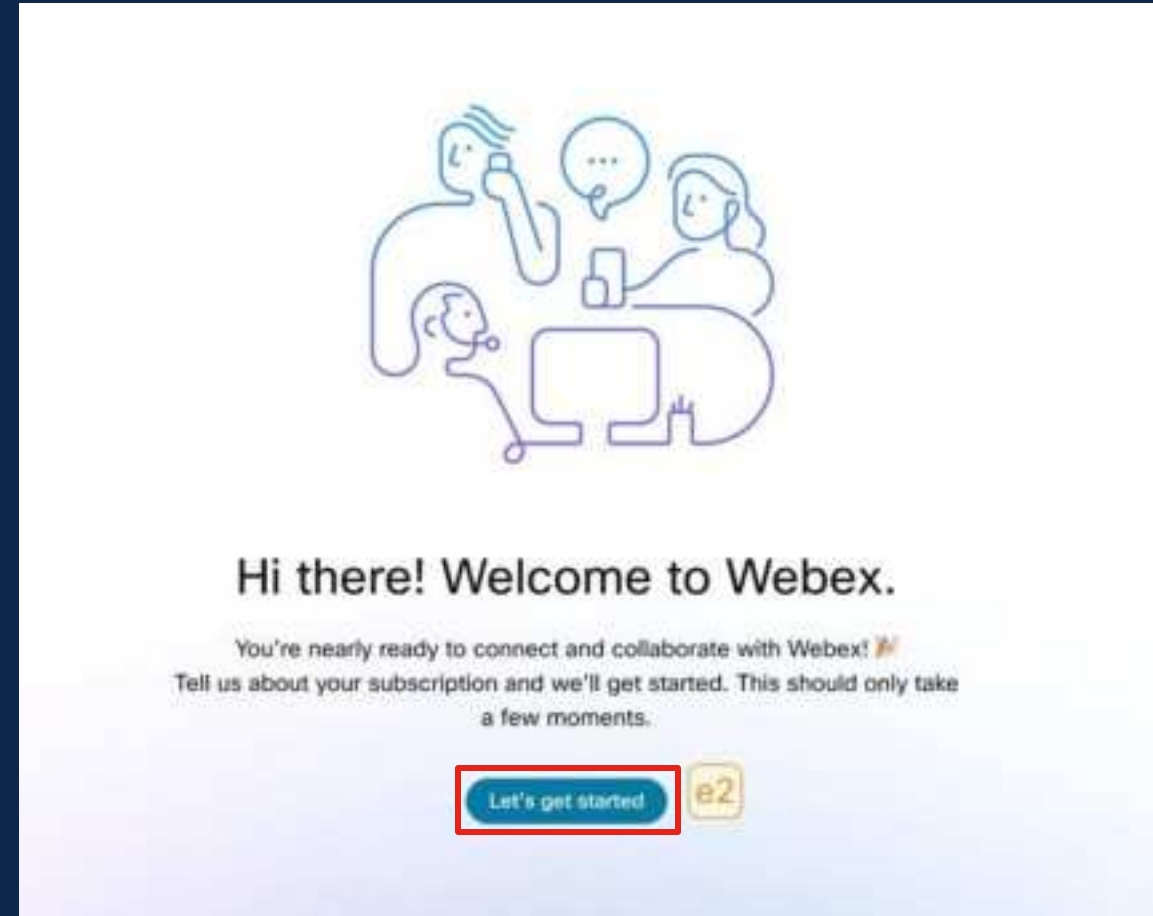 Hi there! Welcome to Webex.
You're nearly ready to connect and collaborate with Webex! 🎉
Tell us about your subscription and we'll get started. This should only take
a few moments.
Let's get started
e2